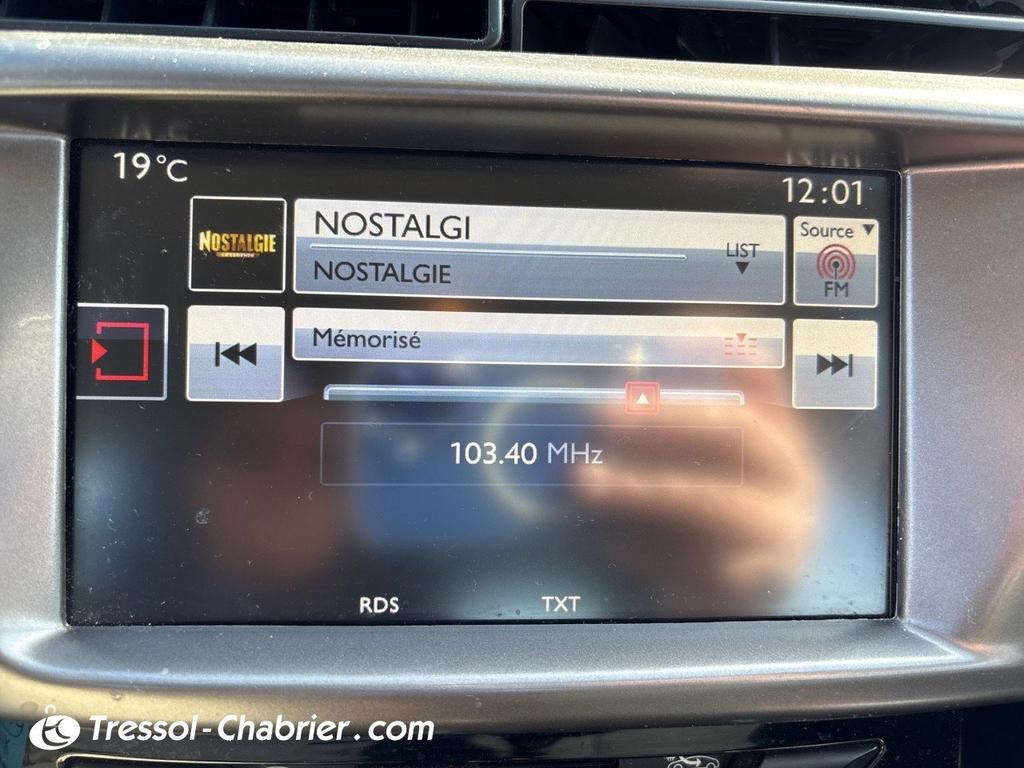 19°C
12:01
NOSTALGIE
NOSTALGI
NOSTALGIE
LIST
Source
FM
Mémorisé
103.40 MHz
RDS
TXT
Tressol-Chabrier.com